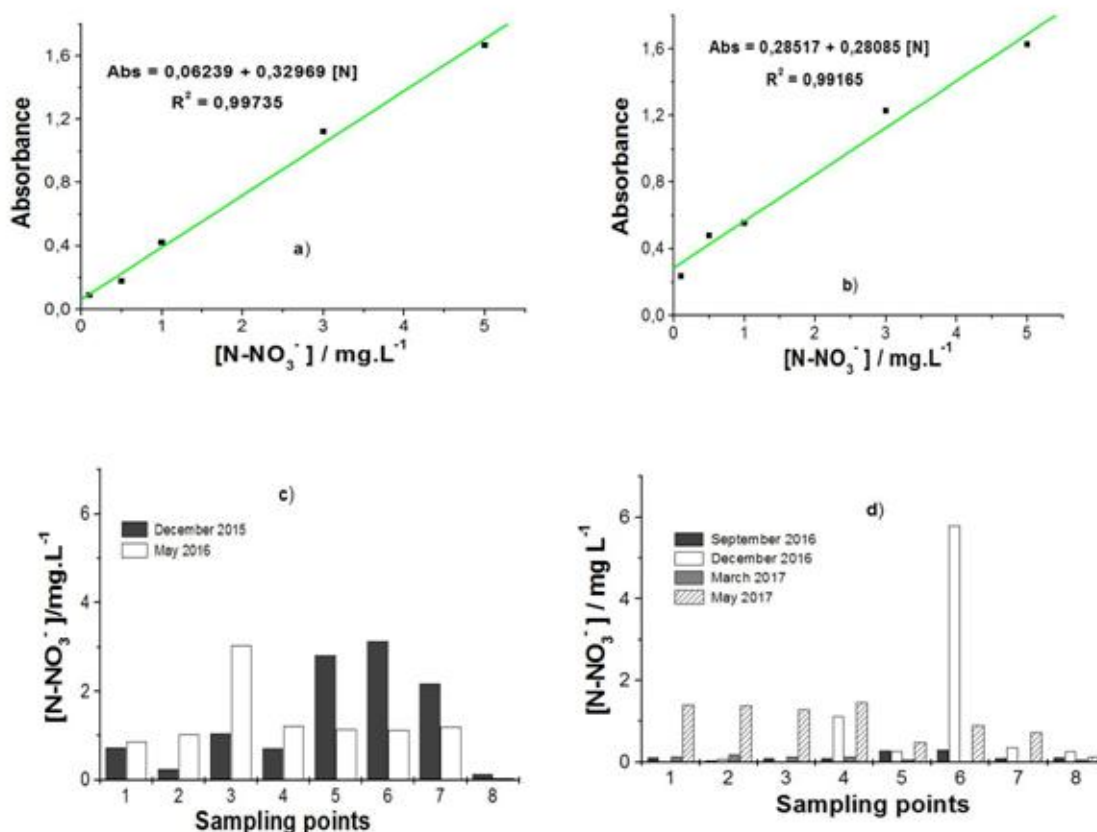 Abs = 0,06239 + 0,32969 [N]
R² = 0,99735
a)
Absorbance
1,6
1,2
0,8
0,4
0,0
0 1 2 3 4 5
[N-NO₃⁻] / mg.L⁻¹
Abs = 0,28517 + 0,28085 [N]
R² = 0,99165
b)
Absorbance
1,6
1,2
0,8
0,4
0,0
0 1 2 3 4 5
[N-NO₃⁻] / mg.L⁻¹
c)
December 2015
May 2016
[N-NO₃⁻]/mg.L⁻¹
6
4
2
0
1 2 3 4 5 6 7 8
Sampling points
d)
September 2016
December 2016
March 2017
May 2017
[N-NO₃⁻] / mg L⁻¹
6
4
2
0
1 2 3 4 5 6 7 8
Sampling points